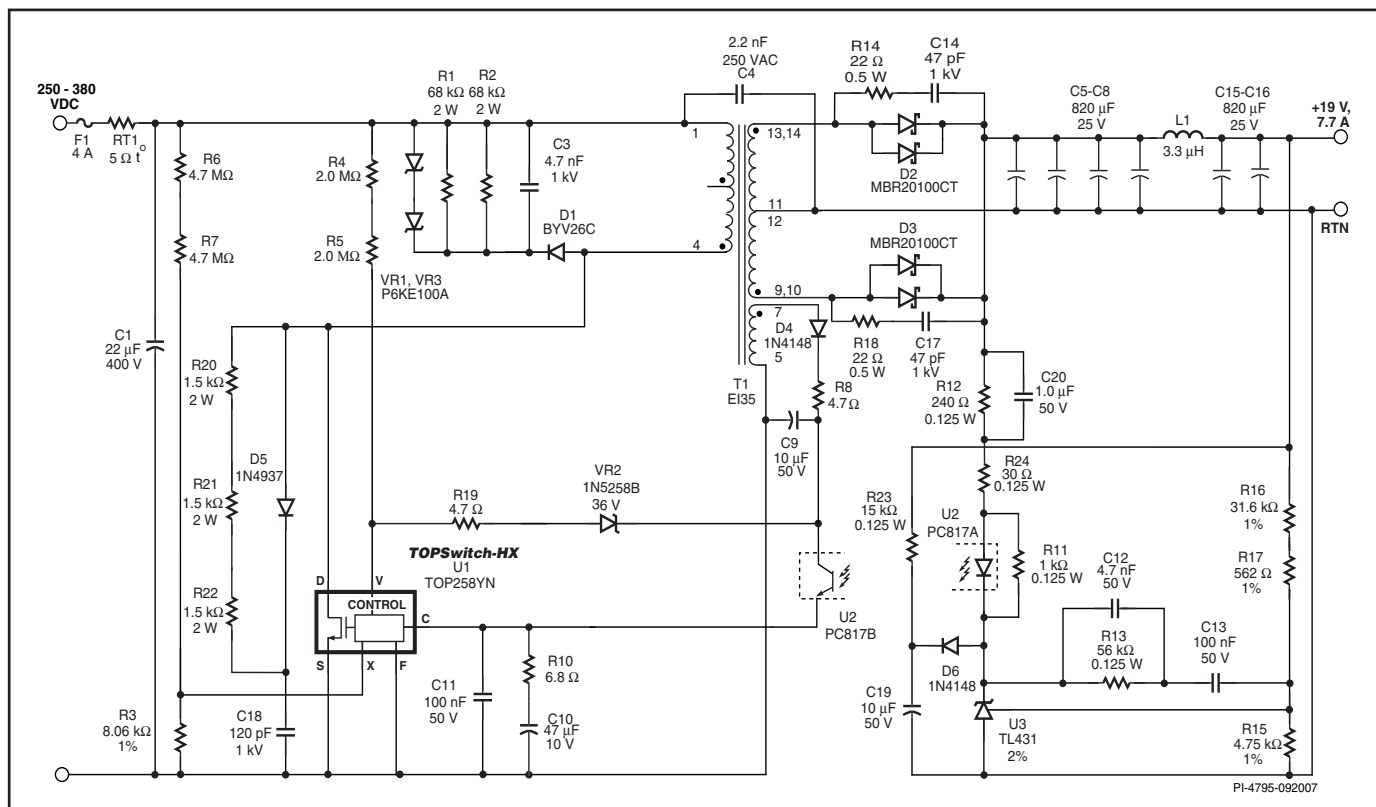 2.2 nF
250 VAC
C4
R14
22 Ω
0.5 W
C14
47 pF
1 kV
250 - 380
VDC
F1
4 A
RT1
5 Ω
t°
R1
68 kΩ
2 W
R2
68 kΩ
2 W
C3
4.7 nF
1 kV
1
13,14
D2
MBR20100CT
C5-C8
820 µF
25 V
L1
3.3 µH
C15-C16
820 µF
25 V
+19 V,
7.7 A
R6
4.7 MΩ
R4
2.0 MΩ
R7
4.7 MΩ
R5
2.0 MΩ
D1
BYV26C
4
11
12
RTN
D3
MBR20100CT
VR1, VR3
P6KE100A
9,10
7
D4
1N4148
5
R18
22 Ω
0.5 W
C17
47 pF
1 kV
C1
22 µF
400 V
R20
1.5 kΩ
2 W
T1
EI35
R8
4.7 Ω
R12
240 Ω
0.125 W
C20
1.0 µF
50 V
C9
10 µF
50 V
D5
1N4937
R21
1.5 kΩ
2 W
R19
4.7 Ω
VR2
1N5258B
36 V
R24
30 Ω
0.125 W
R23
15 kΩ
0.125 W
U2
PC817A
R11
1 kΩ
0.125 W
R16
31.6 kΩ
1%
R17
562 Ω
1%
C12
4.7 nF
50 V
TOPSwitch-HX
U1
TOP258YN
D
V
CONTROL
C
S
X
F
R22
1.5 kΩ
2 W
U2
PC817B
R13
56 kΩ
0.125 W
C13
100 nF
50 V
D6
1N4148
R10
6.8 Ω
C11
100 nF
50 V
C10
47 µF
10 V
C19
10 µF
50 V
U3
TL431
2%
R15
4.75 kΩ
1%
R3
8.06 kΩ
1%
C18
120 pF
1 kV
PI-4795-092007